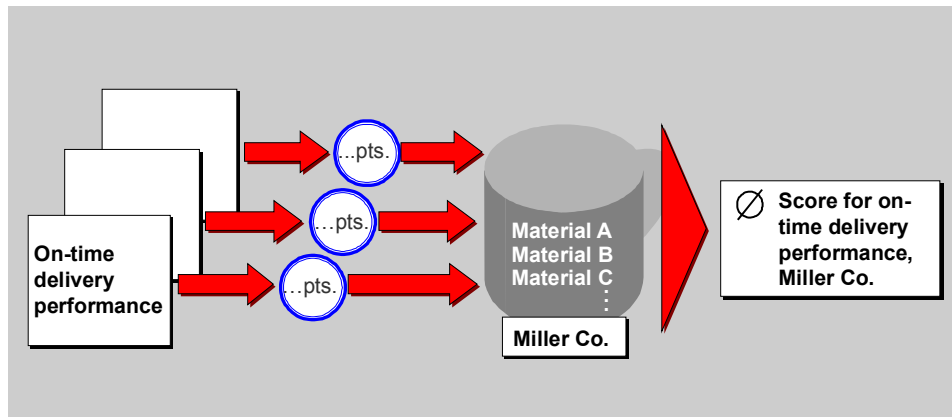 ...pts.
...pts.
...pts.
On-time
delivery
performance
Material A
Material B
Material C
Miller Co.
Ø Score for on-
time delivery
performance,
Miller Co.